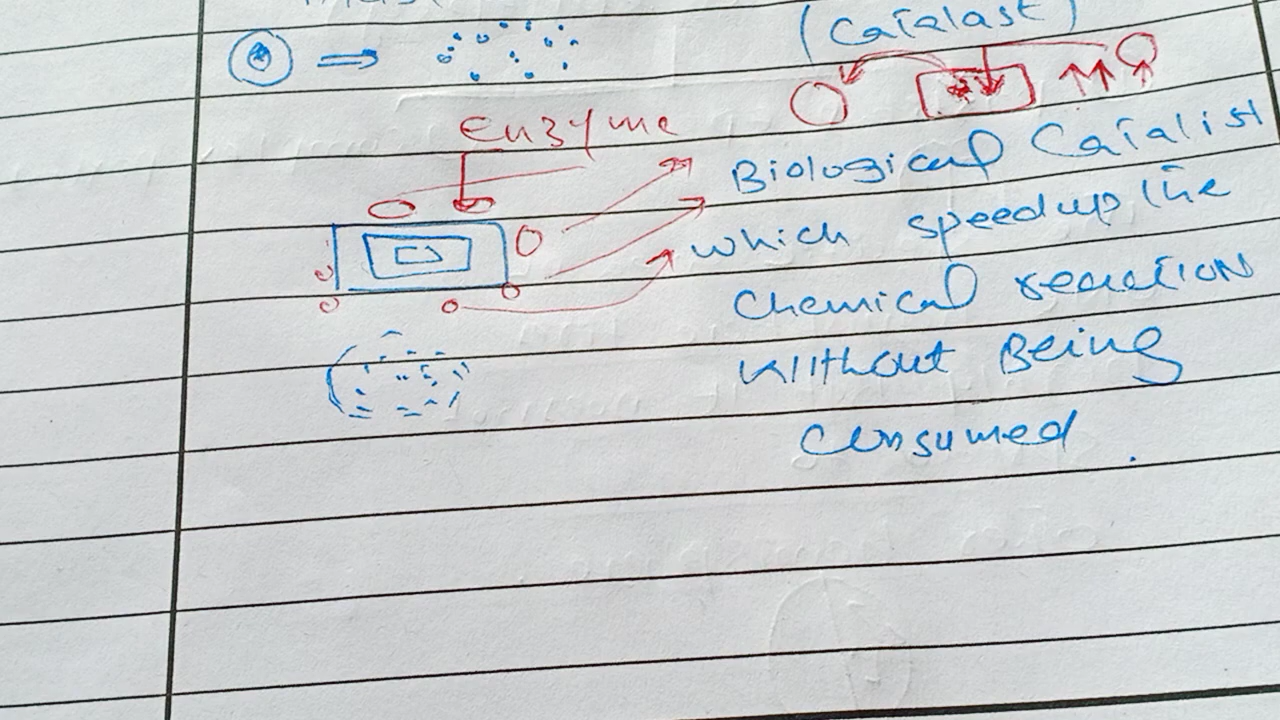 (Catalast)
enzyme
Biological Catalist
which speedup the
chemical reaction
without Being
consumed.